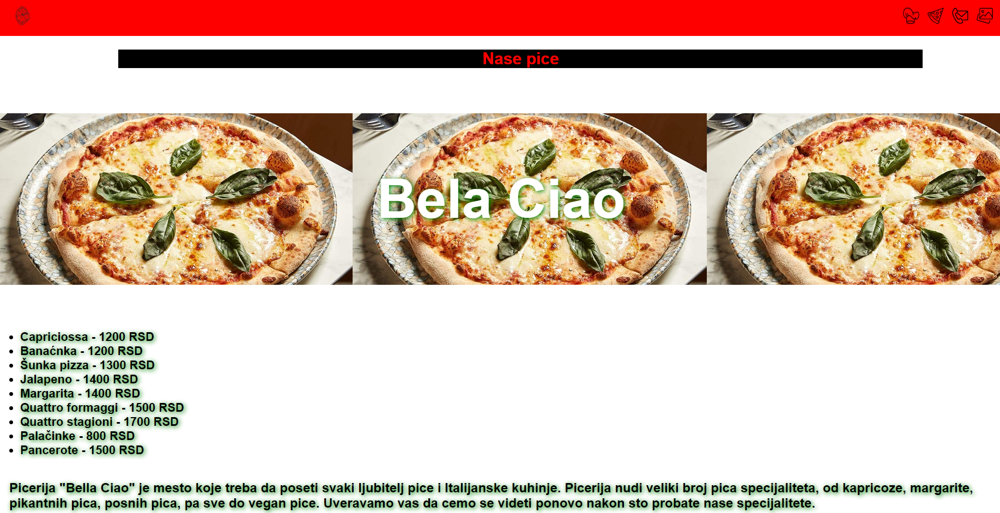 Nase pice
Bela Ciao
Capriciossa - 1200 RSD
Banaćnka - 1200 RSD
Šunka pizza - 1300 RSD
Jalapeno - 1400 RSD
Margarita - 1400 RSD
Quattro formaggi - 1500 RSD
Quattro stagioni - 1700 RSD
Palačinke - 800 RSD
Pancerote - 1500 RSD
Picerija "Bella Ciao" je mesto koje treba da poseti svaki ljubitelj pice i Italijanske kuhinje. Picerija nudi veliki broj pica specijaliteta, od kapricoze, margarite,
pikantnih pica, posnih pica, pa sve do vegan pice. Uveravamo vas da cemo se videti ponovo nakon sto probate nase specijalitete.